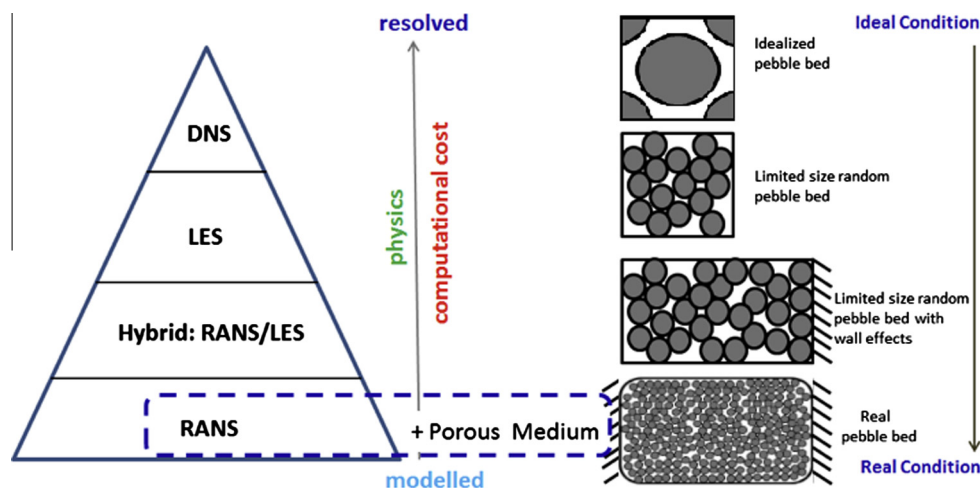 resolved
DNS
LES
Hybrid: RANS/LES
RANS
physics
computational cost
+ Porous Medium
modelled
Ideal Condition
Idealized
pebble bed
Limited size random
pebble bed
Limited size random
pebble bed with
wall effects
Real
pebble bed
Real Condition